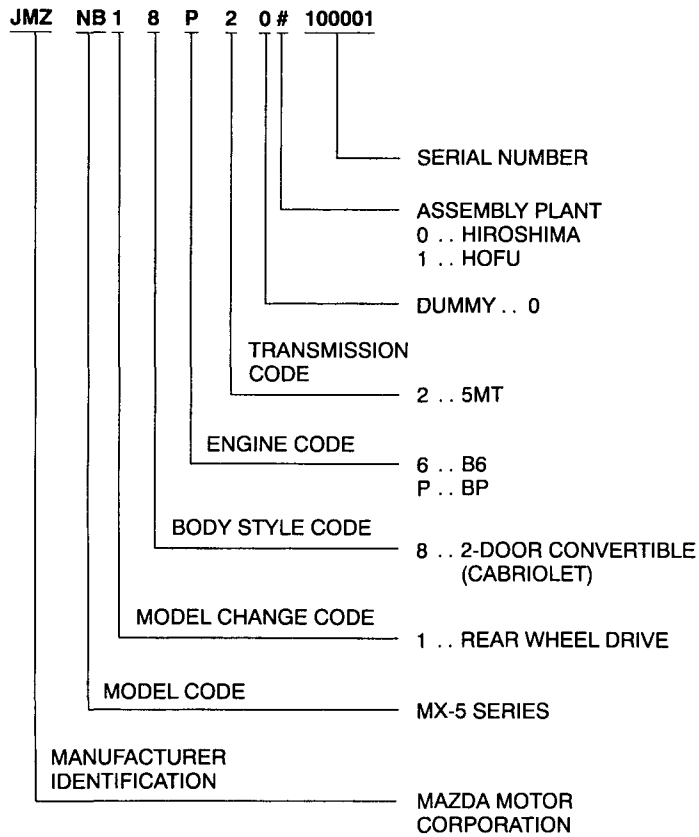 JMZ NB 1 8 P 2 0 # 100001
SERIAL NUMBER
ASSEMBLY PLANT
0 .. HIROSHIMA
1 .. HOFU
DUMMY .. 0
TRANSMISSION
CODE
2 .. 5MT
ENGINE CODE
6 .. B6
P .. BP
BODY STYLE CODE
8 .. 2-DOOR CONVERTIBLE
(CABRIOLET)
MODEL CHANGE CODE
1 .. REAR WHEEL DRIVE
MODEL CODE
MX-5 SERIES
MANUFACTURER
IDENTIFICATION
MAZDA MOTOR
CORPORATION